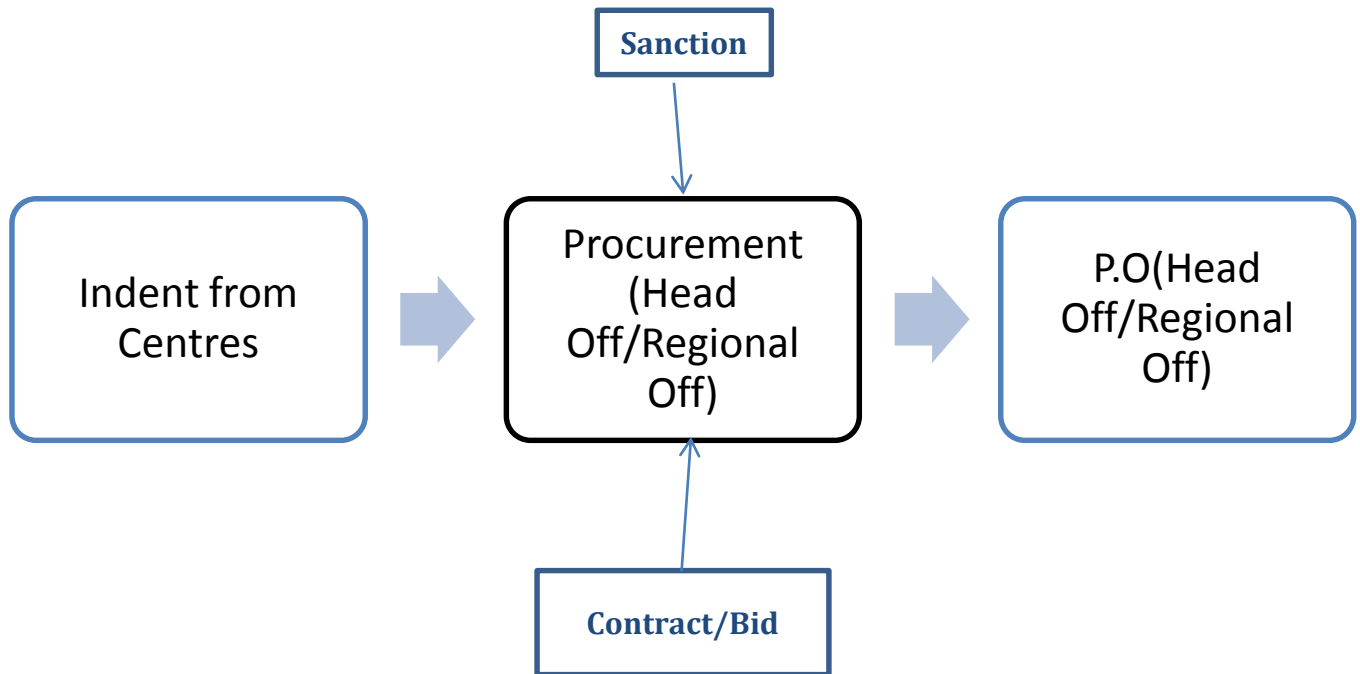 Sanction
Indent from
Centres
Procurement
(Head
Off/Regional
Off)
P.O(Head
Off/Regional
Off)
Contract/Bid